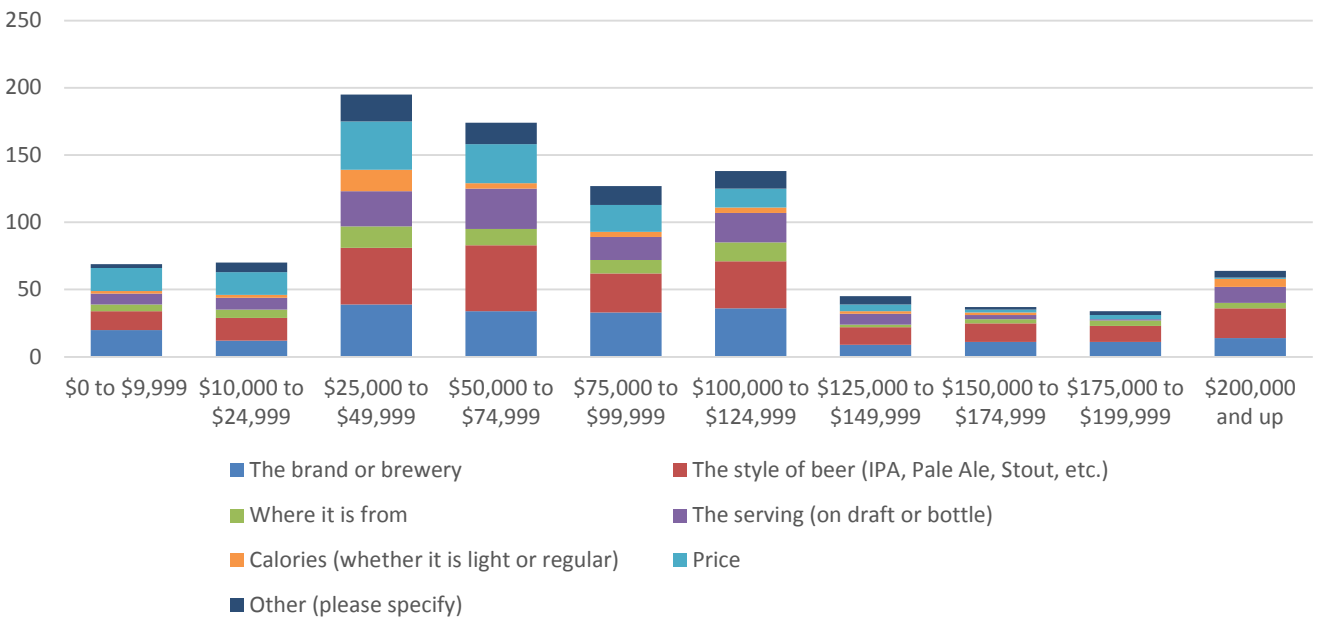 250
200
150
100
50
0
$0 to $9,999 $10,000 to $25,000 to $50,000 to $75,000 to $100,000 to $125,000 to $150,000 to $175,000 to $200,000
$24,999 $49,999 $74,999 $99,999 $124,999 $149,999 $174,999 $199,999 and up
The brand or brewery The style of beer (IPA, Pale Ale, Stout, etc.)
Where it is from The serving (on draft or bottle)
Calories (whether it is light or regular) Price
Other (please specify)